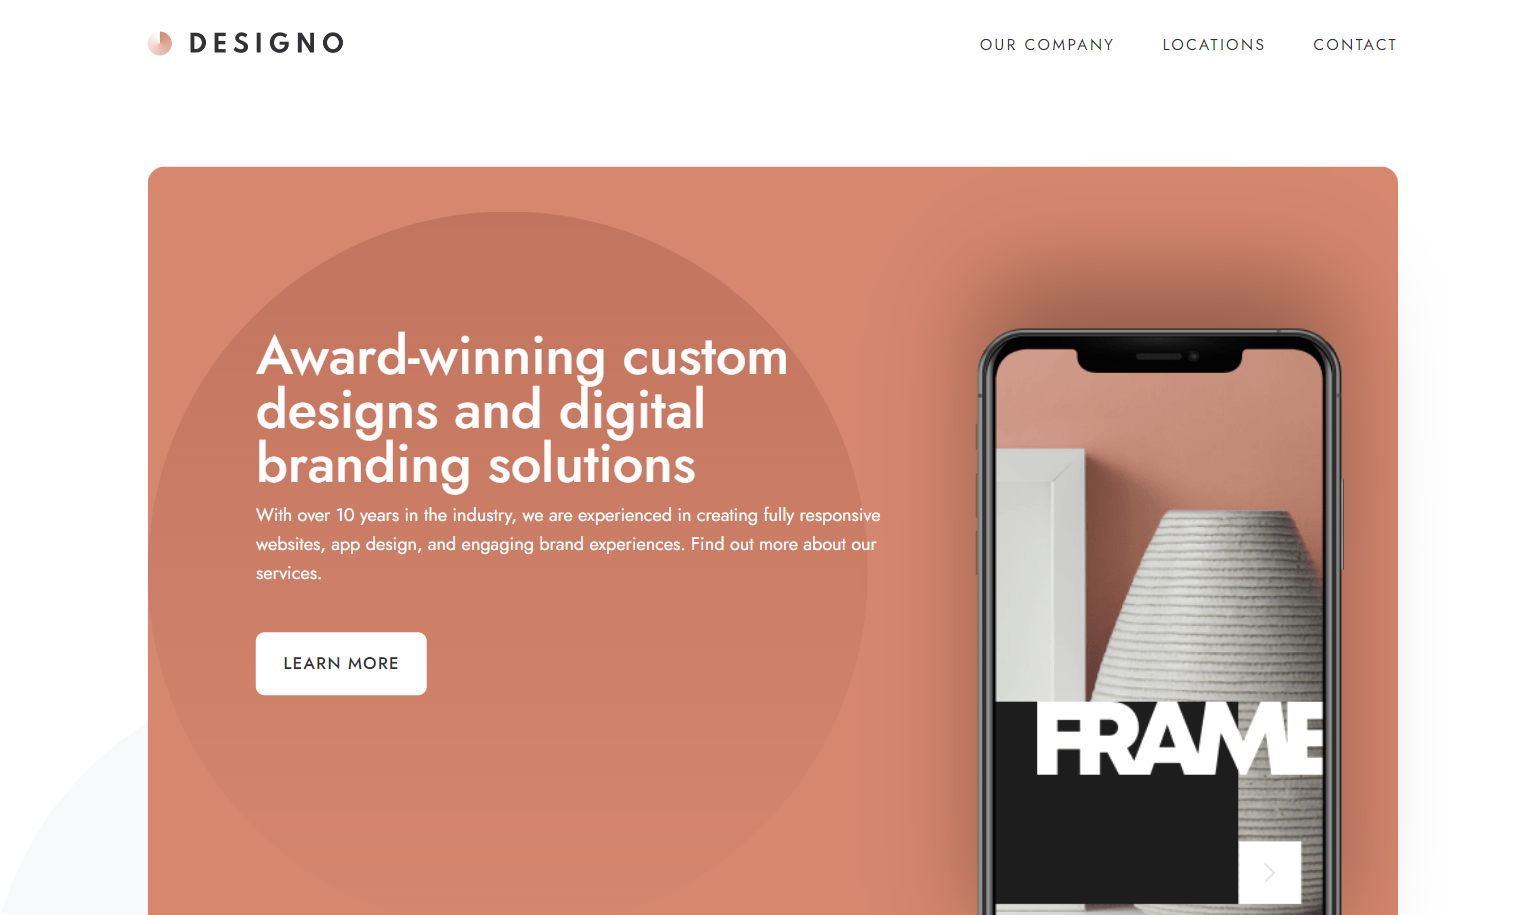 DESIGNO
OUR COMPANY
LOCATIONS
CONTACT
Award-winning custom
designs and digital
branding solutions
With over 10 years in the industry, we are experienced in creating fully responsive
websites, app design, and engaging brand experiences. Find out more about our
services.
LEARN MORE
FRAME